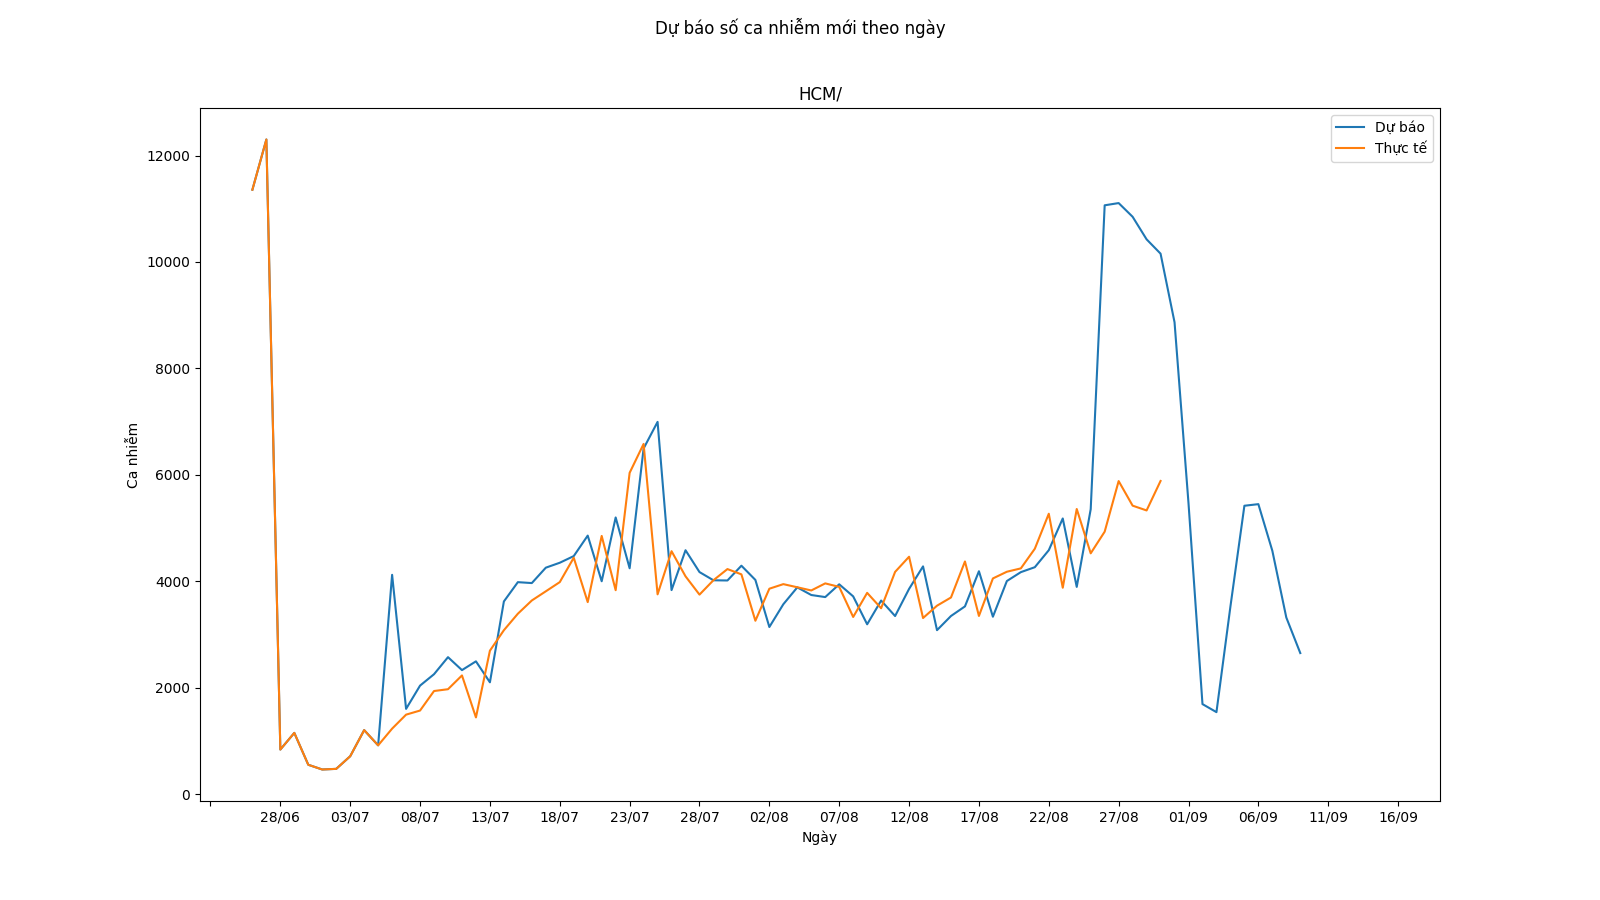 Dự báo số ca nhiễm mới theo ngày
HCM/
Dự báo
Thực tế
12000
10000
8000
6000
4000
2000
0
Ca nhiễm
28/06 03/07 08/07 13/07 18/07 23/07 28/07 02/08 07/08 12/08 17/08 22/08 27/08 01/09 06/09 11/09 16/09
Ngày